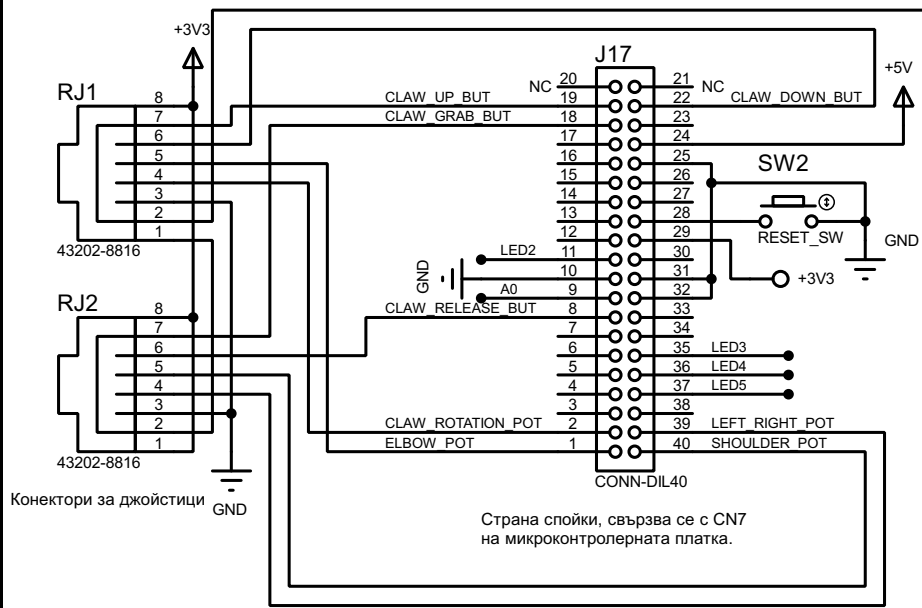 +3V3
J17
+5V
RJ1
8
7
6
5
4
3
2
1
43202-8816
CLAW_UP_BUT
CLAW_GRAB_BUT
NC 20
19
18
17
16
15
14
13
12
11
10
9
8
7
6
5
4
3
2
1
21 NC
22
23
24
25
26
27
28
29
30
31
32
33
34
35
36
37
38
39
40
CLAW_DOWN_BUT
SW2
RESET_SW
GND
+3V3
LED2
GND
A0
CLAW_RELEASE_BUT
RJ2
8
7
6
5
4
3
2
1
43202-8816
LED3
LED4
LED5
CLAW_ROTATION_POT
ELBOW_POT
LEFT_RIGHT_POT
SHOULDER_POT
CONN-DIL40
Конектори за джойстици
GND
Страна спойки, свързва се с CN7
на микроконтролерната платка.